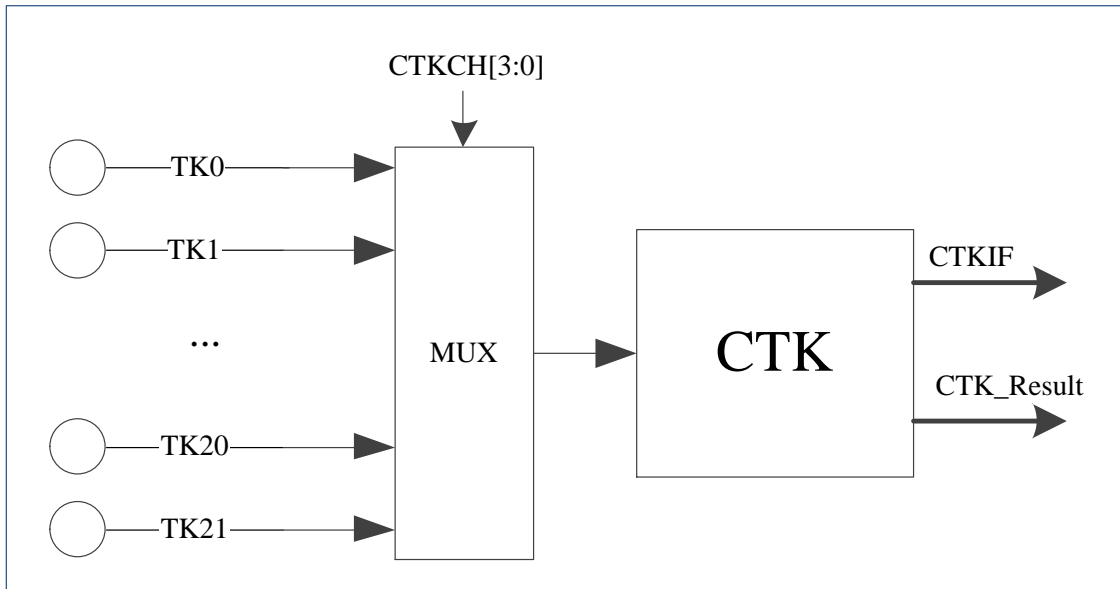 CTKCH[3:0]
TK0
TK1
...
TK20
TK21
MUX
CTK
CTKIF
CTK_Result